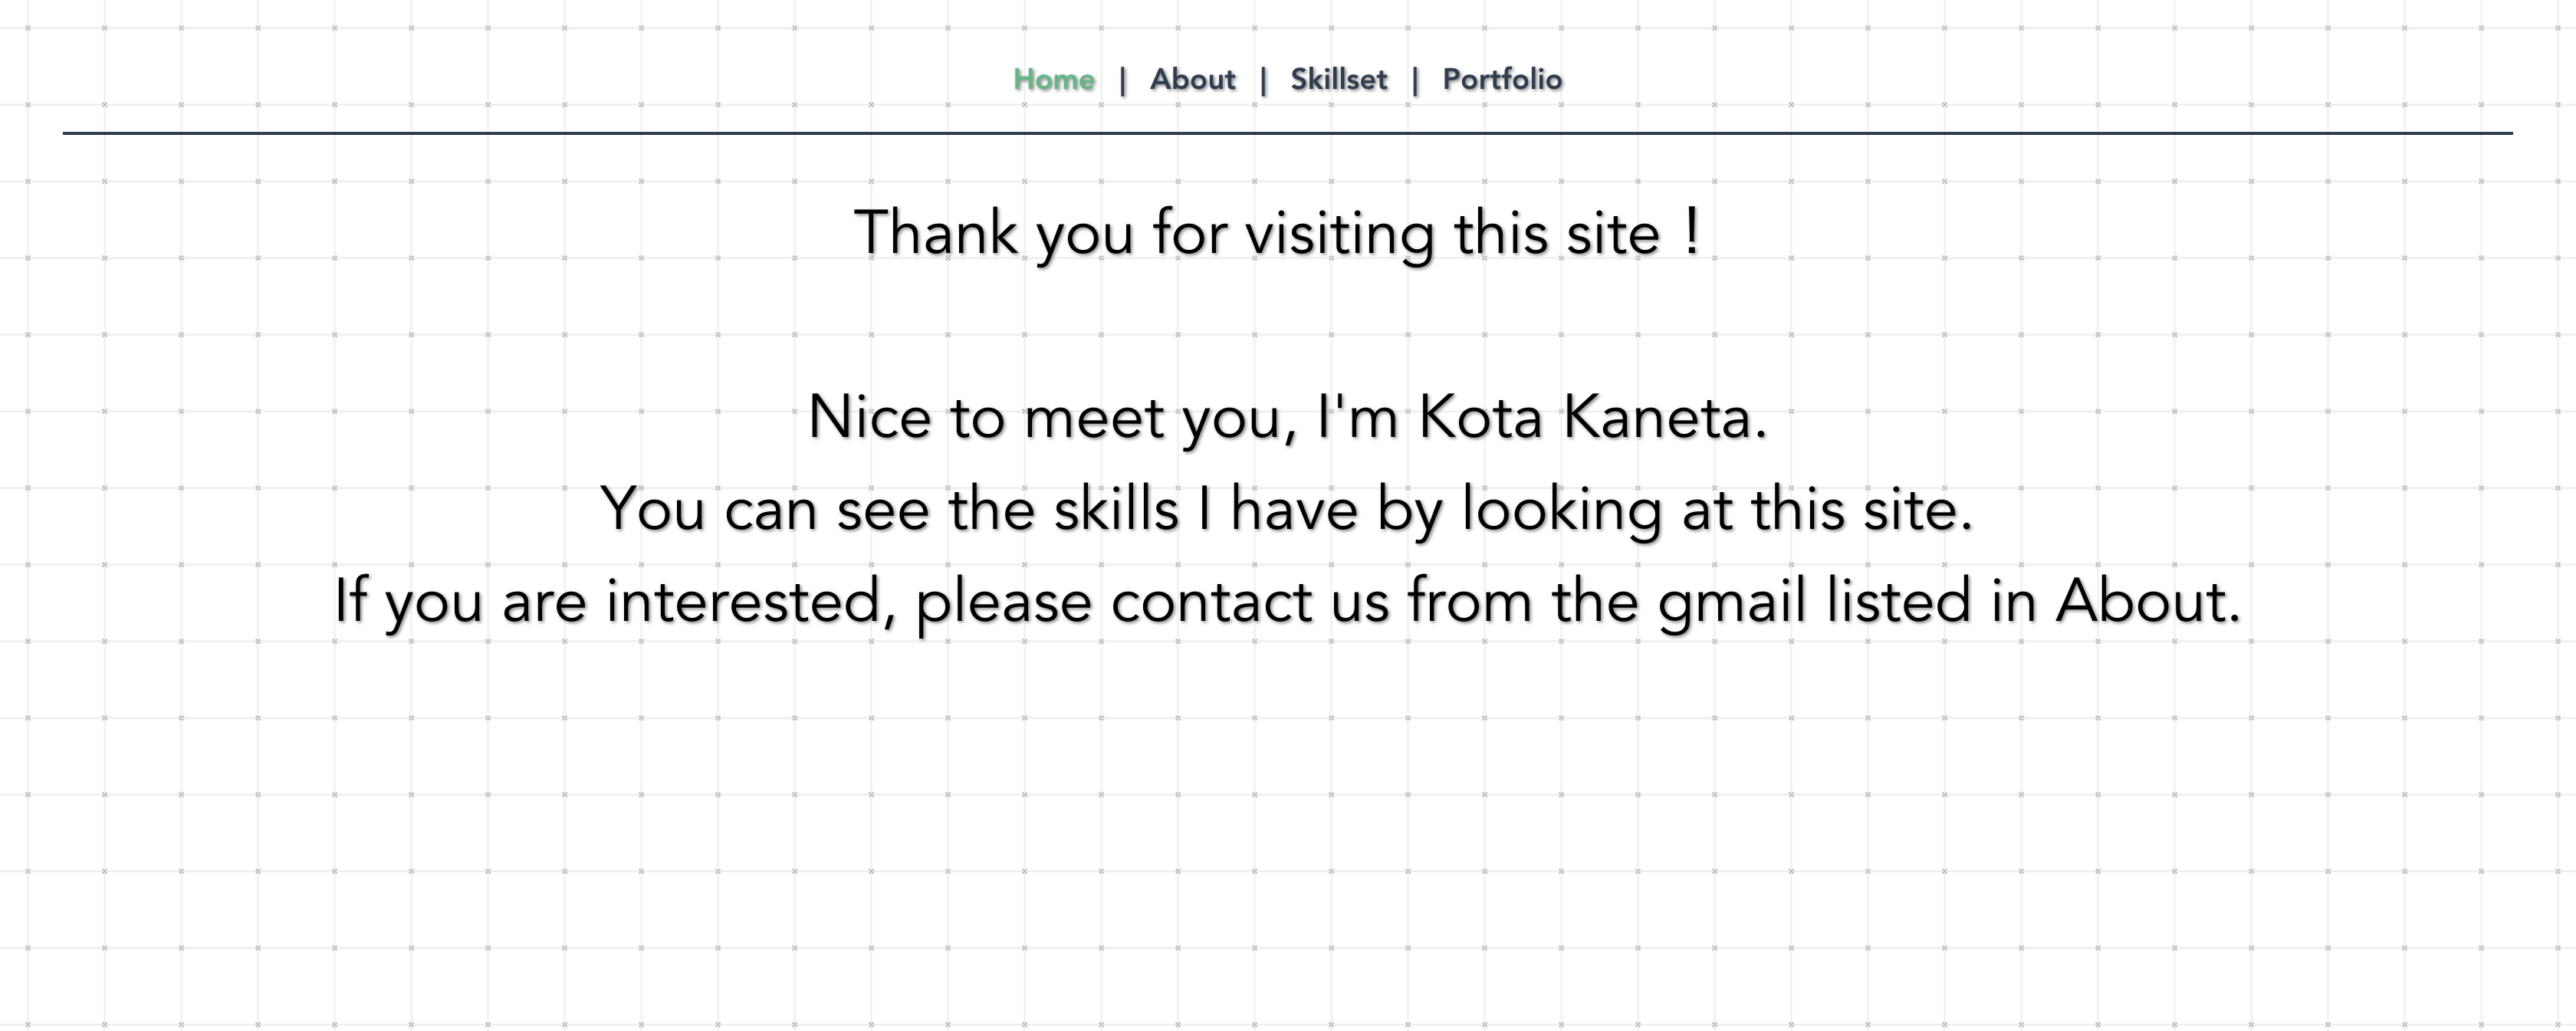 Home | About | Skillset | Portfolio
Thank you for visiting this site !
Nice to meet you, I'm Kota Kaneta.
You can see the skills I have by looking at this site.
If you are interested, please contact us from the gmail listed in About.